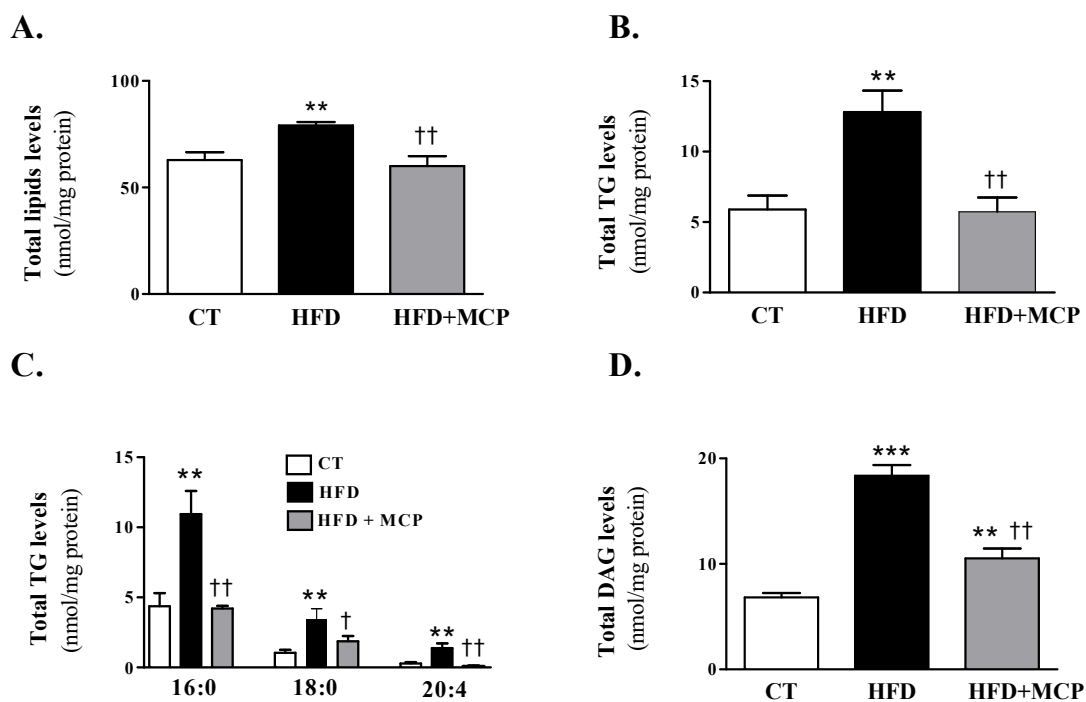 A.
Total lipids levels
(nmol/mg protein)
100
50
0
**
††
CT HFD HFD+MCP
B.
Total TG levels
(nmol/mg protein)
15
10
5
0
**
††
CT HFD HFD+MCP
C.
Total TG levels
(nmol/mg protein)
15
10
5
0
CT
HFD
HFD + MCP
**
††
**
†
**
††
16:0 18:0 20:4
D.
Total DAG levels
(nmol/mg protein)
20
10
0
***
** ††
CT HFD HFD+MCP